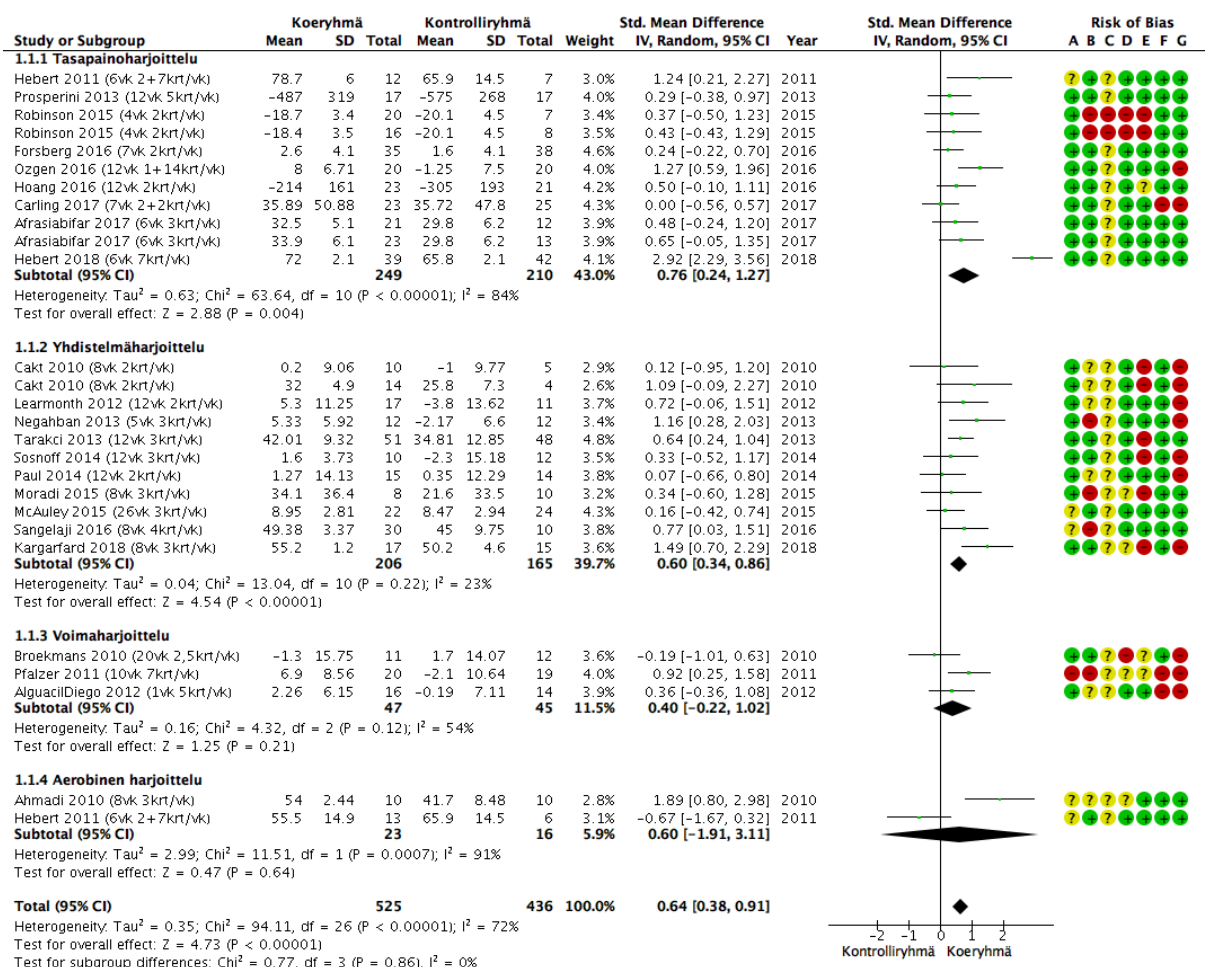 Koeryhmä Kontrolliryhmä Std. Mean Difference Std. Mean Difference Risk of Bias
Study or Subgroup Mean SD Total Mean SD Total Weight IV, Random, 95% CI Year IV, Random, 95% CI A B C D E F G
1.1.1 Tasapainoharjoittelu
Hebert 2011 (6vk 2+7krt/vk) 78.7 6 12 65.9 14.5 7 3.0% 1.24 [0.21, 2.27] 2011 ? + ? + + + +
Prosperini 2013 (12vk 5krt/vk) −487 319 17 −575 268 17 4.0% 0.29 [−0.38, 0.97] 2013 + + ? + + + +
Robinson 2015 (4vk 2krt/vk) −18.7 3.4 20 −20.1 4.5 7 3.4% 0.37 [−0.50, 1.23] 2015 + − − − − + +
Robinson 2015 (4vk 2krt/vk) −18.4 3.5 16 −20.1 4.5 8 3.4% 0.43 [−0.43, 1.29] 2015 + − − − − + +
Forsberg 2016 (7vk 2krt/vk) 2.6 4.1 35 1.6 4.1 38 4.6% 0.24 [−0.22, 0.70] 2016 + + ? + + + +
Ozgen 2016 (12vk 1+14krt/vk) 8 6.71 20 −1.25 7.5 20 3.9% 1.27 [0.59, 1.96] 2016 + + ? + + + −
Hoang 2016 (12vk 2krt/vk) −214 161 23 −305 193 21 4.2% 0.50 [−0.10, 1.11] 2016 + + ? + ? + +
Carling 2017 (7vk 2+2krt/vk) 35.89 50.88 23 35.72 47.8 25 4.3% 0.00 [−0.56, 0.57] 2017 + + ? + + − −
Afrasiabifar 2017 (6vk 3krt/vk) 32.5 5.1 21 29.8 6.2 12 3.9% 0.48 [−0.24, 1.20] 2017 + + ? + + + +
Afrasiabifar 2017 (6vk 3krt/vk) 33.9 6.1 23 29.8 6.2 13 3.9% 0.65 [−0.05, 1.35] 2017 + + ? + + + +
Hebert 2018 (6vk 7krt/vk) 72 2.1 39 65.8 2.1 42 4.1% 2.92 [2.29, 3.56] 2018 + + ? + + + +
Subtotal (95% CI) 249 210 43.0% 0.76 [0.24, 1.27]
Heterogeneity: Tau² = 0.63; Chi² = 63.64, df = 10 (P < 0.00001); I² = 84%
Test for overall effect: Z = 2.88 (P = 0.004)
1.1.2 Yhdistelmäharjoittelu
Cakt 2010 (8vk 2krt/vk) 0.2 9.06 10 −1 9.77 5 2.9% 0.12 [−0.95, 1.20] 2010 + ? ? + − + −
Cakt 2010 (8vk 2krt/vk) 32 4.9 14 25.8 7.3 4 2.6% 1.09 [−0.09, 2.27] 2010 + ? ? + − + −
Learmonth 2012 (12vk 2krt/vk) 5.3 11.25 17 −3.8 13.62 11 3.7% 0.72 [−0.06, 1.51] 2012 + + ? + + + −
Negahban 2013 (5vk 3krt/vk) 5.33 5.92 12 −2.17 6.6 12 3.4% 1.16 [0.28, 2.03] 2013 + − ? + + + −
Tarakci 2013 (12vk 3krt/vk) 42.01 9.32 51 34.81 12.85 48 4.8% 0.64 [0.24, 1.04] 2013 + + ? + − + +
Sosnoff 2014 (12vk 3krt/vk) 1.6 3.73 10 −2.3 15.18 12 3.5% 0.33 [−0.52, 1.17] 2014 + + ? + − + −
Paul 2014 (12vk 2krt/vk) 1.27 14.13 15 0.35 12.29 14 3.8% 0.07 [−0.66, 0.80] 2014 + ? ? + + + −
Moradi 2015 (8vk 3krt/vk) 34.1 36.4 8 21.6 33.5 10 3.2% 0.34 [−0.60, 1.28] 2015 + − ? ? − + +
McAuley 2015 (26vk 3krt/vk) 8.95 2.81 22 8.47 2.94 24 4.3% 0.16 [−0.42, 0.74] 2015 ? + ? + + + +
Sangelaji 2016 (8vk 4krt/vk) 49.38 3.37 30 45 9.75 10 3.8% 0.77 [0.03, 1.51] 2016 ? − ? + + + +
Kargarfard 2018 (8vk 3krt/vk) 55.2 1.2 17 50.2 4.6 15 3.6% 1.49 [0.70, 2.29] 2018 + + ? ? − + −
Subtotal (95% CI) 206 165 39.7% 0.60 [0.34, 0.86]
Heterogeneity: Tau² = 0.04; Chi² = 13.04, df = 10 (P = 0.22); I² = 23%
Test for overall effect: Z = 4.54 (P < 0.00001)
1.1.3 Voimaharjoittelu
Broekmans 2010 (20vk 2,5krt/vk) −1.3 15.75 11 1.7 14.07 12 3.6% −0.19 [−1.01, 0.63] 2010 + + ? − ? + −
Pfalzer 2011 (10vk 7krt/vk) 6.9 8.56 20 −2.1 10.64 19 3.9% 0.92 [0.25, 1.58] 2011 − − ? ? ? − −
AlguacilDiego 2012 (1vk 5krt/vk) 2.26 6.15 16 −0.19 7.11 14 3.9% 0.36 [−0.36, 1.08] 2012 + ? ? + + − −
Subtotal (95% CI) 47 45 11.5% 0.40 [−0.22, 1.02]
Heterogeneity: Tau² = 0.16; Chi² = 4.32, df = 2 (P = 0.12); I² = 54%
Test for overall effect: Z = 1.25 (P = 0.21)
1.1.4 Aerobinen harjoittelu
Ahmadi 2010 (8vk 3krt/vk) 54 2.44 10 41.7 8.48 10 2.8% 1.89 [0.80, 2.98] 2010 ? ? ? ? + + +
Hebert 2011 (6vk 2+7krt/vk) 55.5 14.9 13 65.9 14.5 6 3.1% −0.67 [−1.67, 0.32] 2011 ? + ? + + + +
Subtotal (95% CI) 23 16 5.9% 0.60 [−1.91, 3.11]
Heterogeneity: Tau² = 2.99; Chi² = 11.51, df = 1 (P = 0.0007); I² = 91%
Test for overall effect: Z = 0.47 (P = 0.64)
Total (95% CI) 525 436 100.0% 0.64 [0.38, 0.91]
Heterogeneity: Tau² = 0.35; Chi² = 94.11, df = 26 (P < 0.00001); I² = 72%
Test for overall effect: Z = 4.73 (P < 0.00001)
Test for subgroup differences: Chi² = 0.77, df = 3 (P = 0.86), I² = 0%
−2 −1 0 1 2
Kontrolliryhmä Koeryhmä